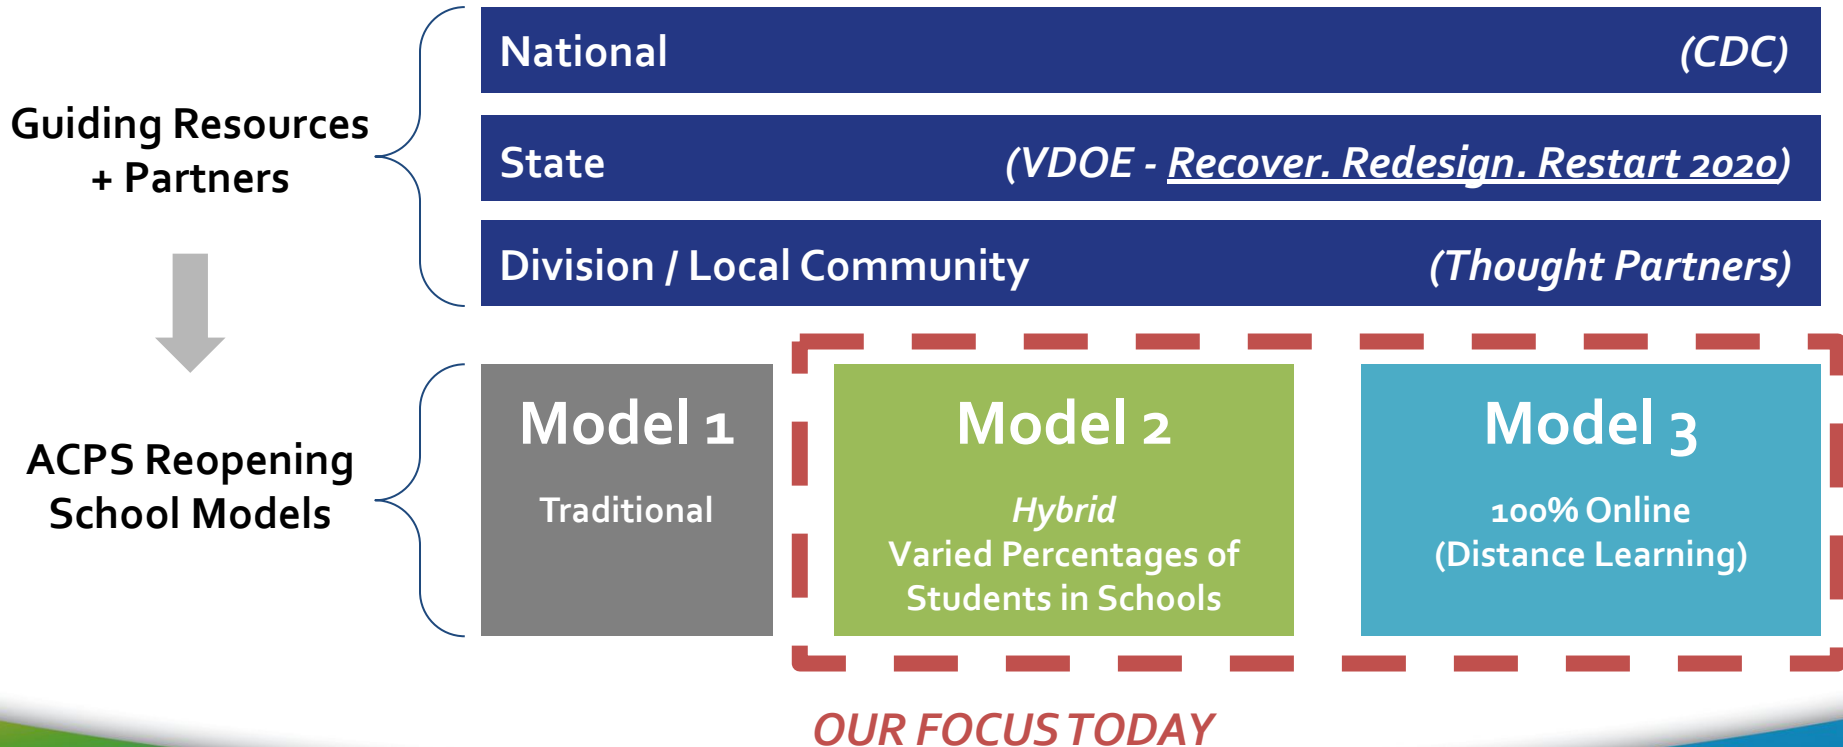 Guiding Resources
+ Partners
National (CDC)
State (VDOE - Recover. Redesign. Restart 2020)
Division / Local Community (Thought Partners)
ACPS Reopening
School Models
Model 1
Traditional
Model 2
Hybrid
Varied Percentages of
Students in Schools
Model 3
100% Online
(Distance Learning)
OUR FOCUS TODAY